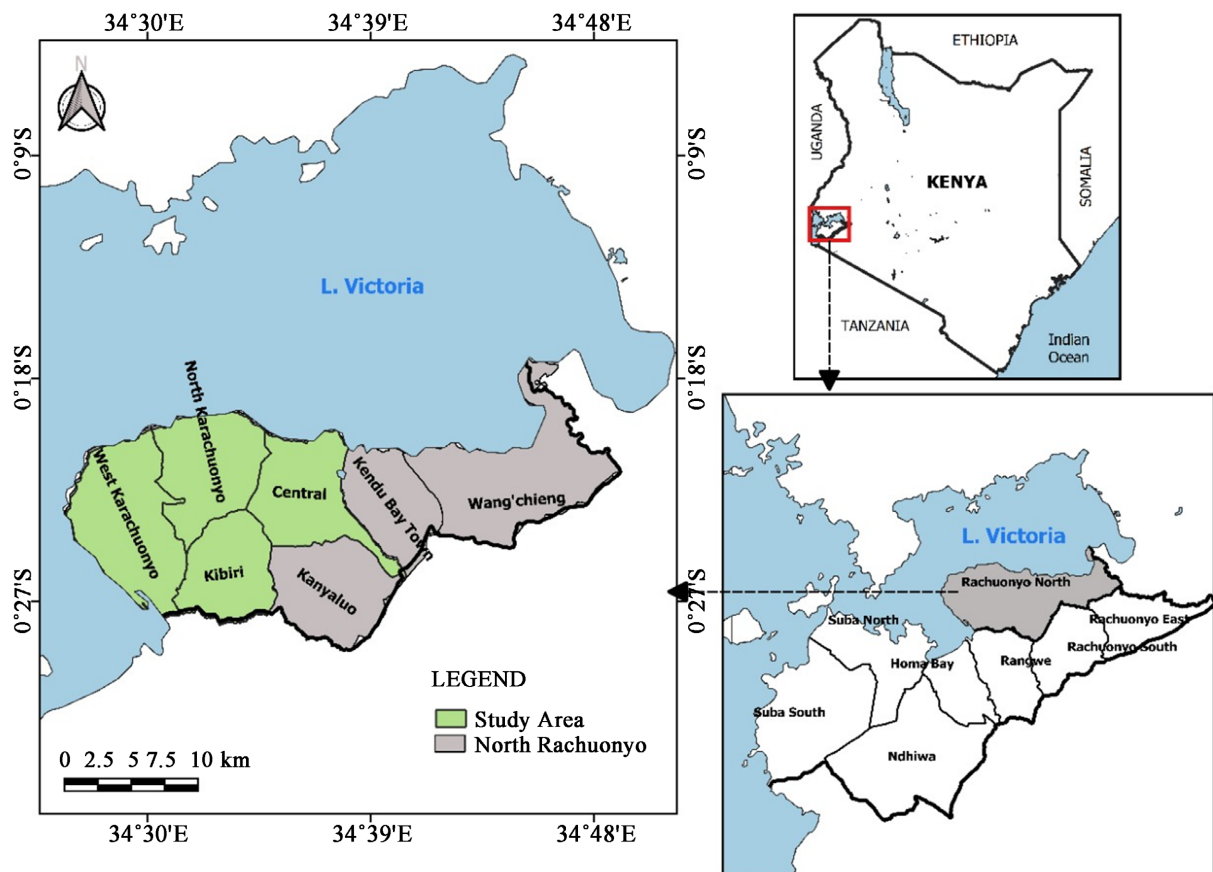 34°30'E 34°39'E 34°48'E
N
0°9'S
0°9'S
L. Victoria
0°18'S
0°18'S
North Karachuonyo
West Karachuonyo
Central
Kendu Bay Town
Wang'chieng
Kibiri
Kanyaluo
0°27'S
0°27'S
LEGEND
Study Area
North Rachuonyo
0 2.5 5 7.5 10 km
34°30'E 34°39'E 34°48'E
ETHIOPIA
UGANDA
KENYA
SOMALIA
TANZANIA
Indian
Ocean
L. Victoria
Rachuonyo North
Suba North
Rachuonyo East
Rachuonyo South
Homa Bay
Rangwe
Suba South
Ndhiwa